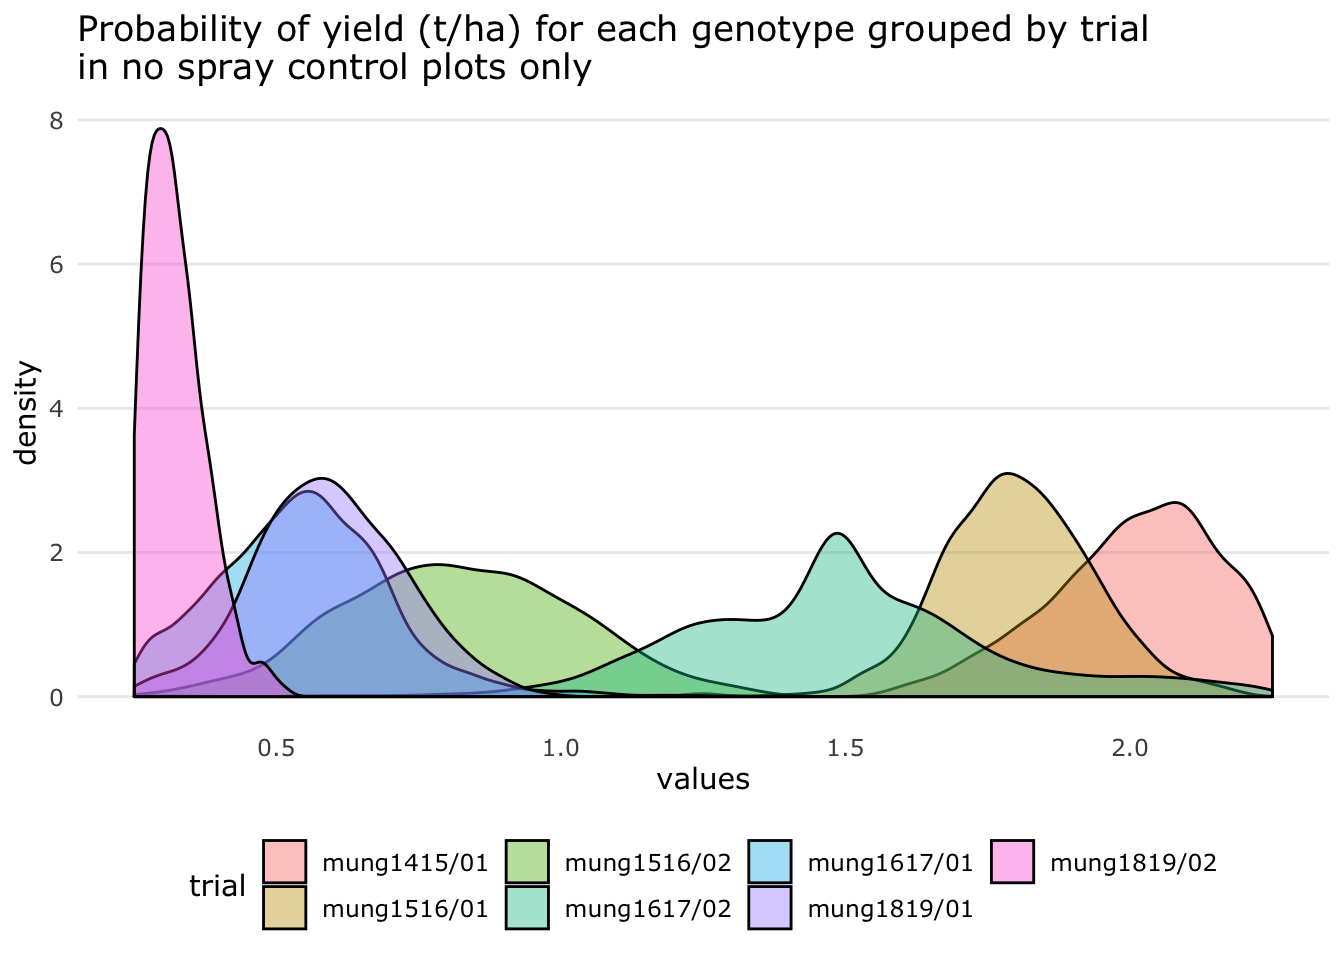 Probability of yield (t/ha) for each genotype grouped by trial
in no spray control plots only
8
6
4
2
0
density
0.5 1.0 1.5 2.0
values
trial
mung1415/01 mung1516/02 mung1617/01 mung1819/02
mung1516/01 mung1617/02 mung1819/01